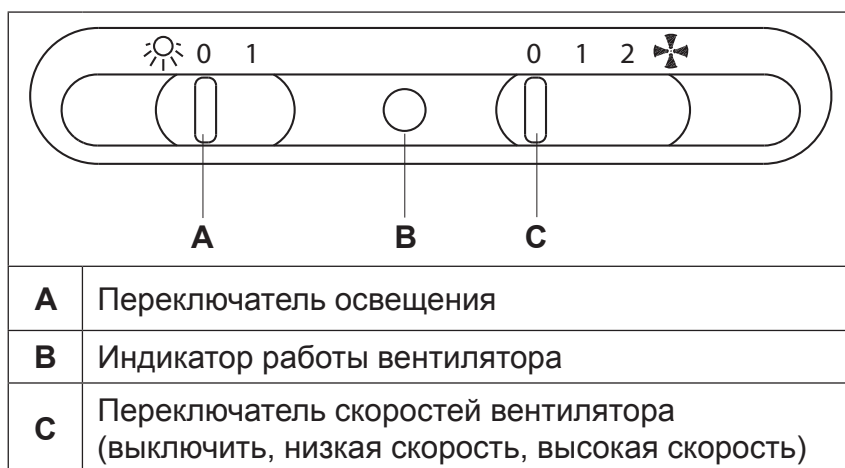 0 1 0 1 2
A B C
A Переключатель освещения
B Индикатор работы вентилятора
C Переключатель скоростей вентилятора
(выключить, низкая скорость, высокая скорость)